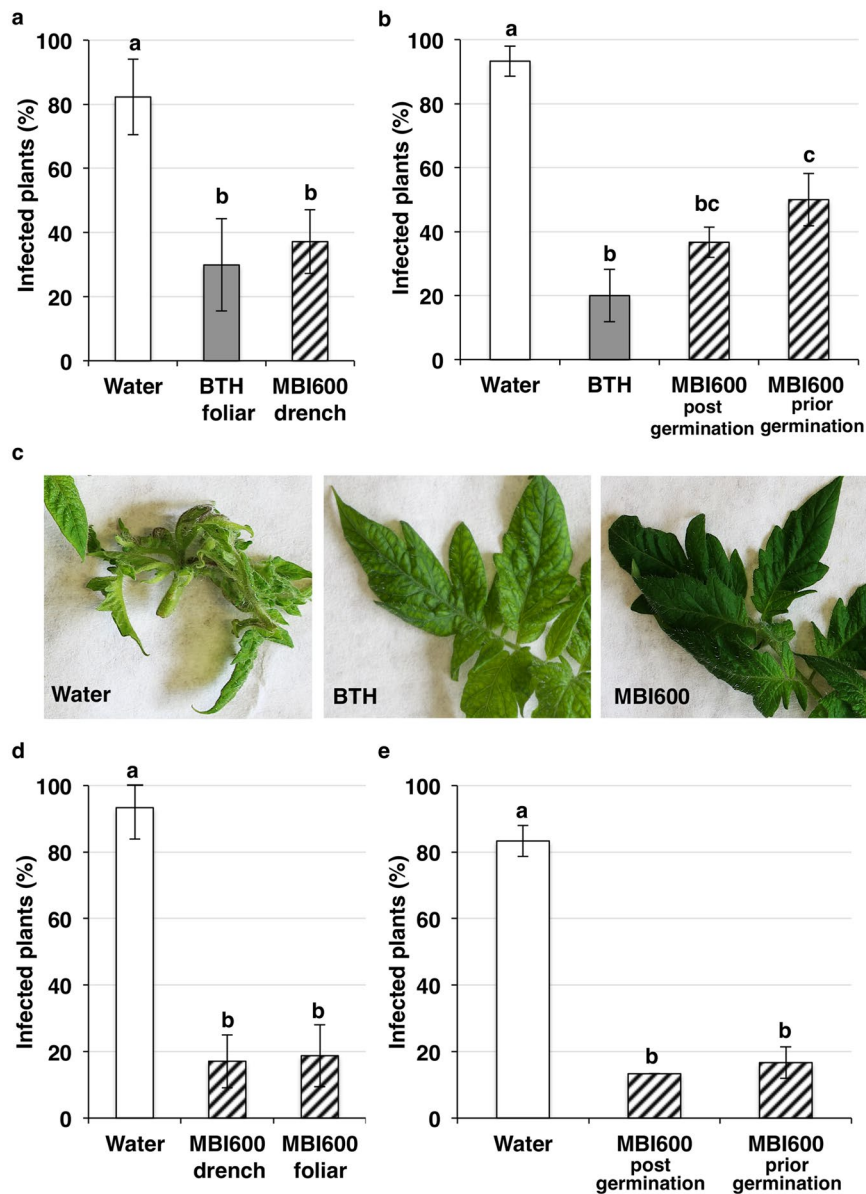 a
Infected plants (%)
100
80
60
40
20
0
a
b
b
Water
BTH
foliar
MBI600
drench
b
Infected plants (%)
100
80
60
40
20
0
a
b
bc
c
Water
BTH
MBI600
post
germination
MBI600
prior
germination
c
Water
BTH
MBI600
d
Infected plants (%)
100
80
60
40
20
0
a
b
b
Water
MBI600
drench
MBI600
foliar
e
Infected plants (%)
100
80
60
40
20
0
a
b
b
Water
MBI600
post
germination
MBI600
prior
germination